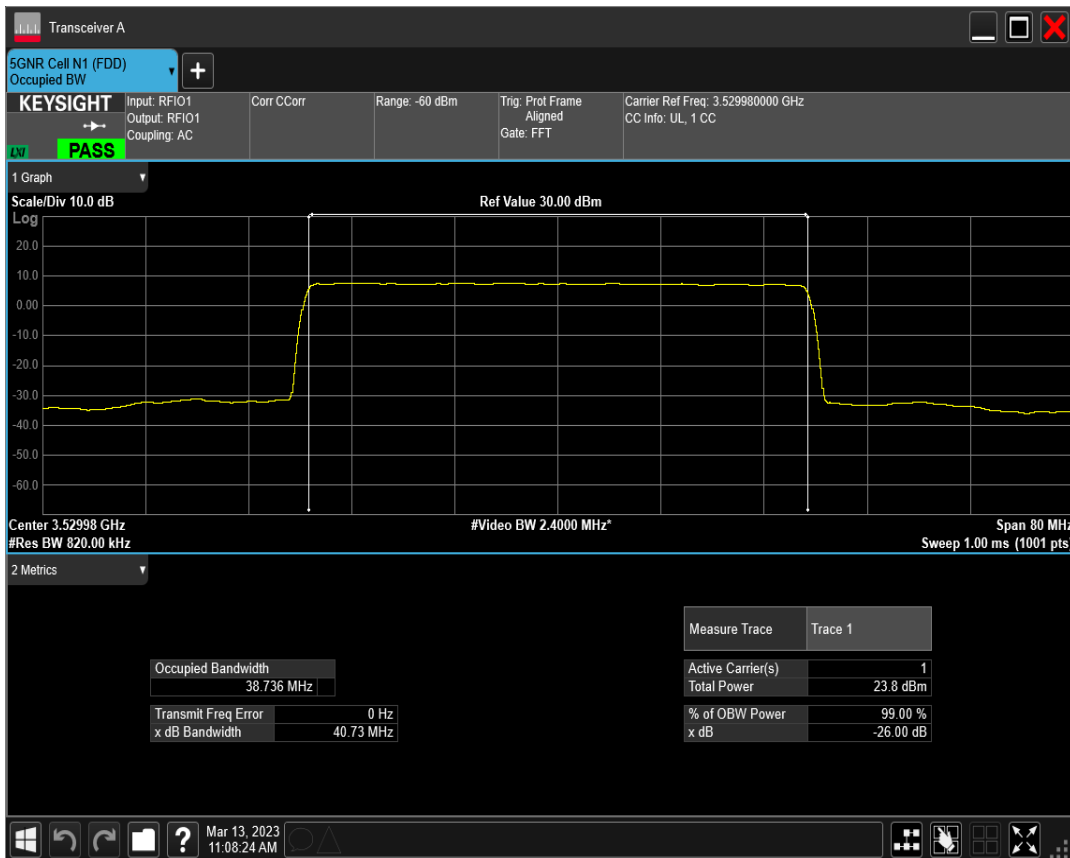 Transceiver A
5GNR Cell N1 (FDD)
Occupied BW
+
KEYSIGHT
LXI
PASS
Input: RFIO1
Output: RFIO1
Coupling: AC
Corr CCorr
Range: -60 dBm
Trig: Prot Frame
Aligned
Gate: FFT
Carrier Ref Freq: 3.529980000 GHz
CC Info: UL, 1 CC
1 Graph
Scale/Div 10.0 dB
Ref Value 30.00 dBm
Log
20.0
10.0
0.00
-10.0
-20.0
-30.0
-40.0
-50.0
-60.0
Center 3.52998 GHz
#Video BW 2.4000 MHz*
Span 80 MHz
#Res BW 820.00 kHz
Sweep 1.00 ms (1001 pts)
2 Metrics
Measure Trace Trace 1
Occupied Bandwidth
38.736 MHz
Transmit Freq Error 0 Hz
x dB Bandwidth 40.73 MHz
Active Carrier(s) 1
Total Power 23.8 dBm
% of OBW Power 99.00 %
x dB -26.00 dB
?
Mar 13, 2023
11:08:24 AM